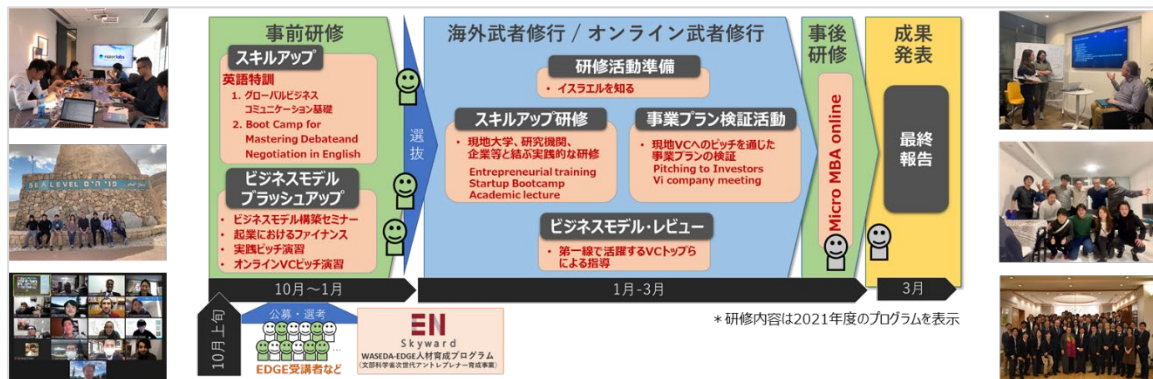 事前研修
スキルアップ
英語特訓
1. グローバルビジネス
コミュニケーション基礎
2. Boot Camp for
Mastering Debateand
Negotiation in English
ビジネスモデル
ブラッシュアップ
• ビジネスモデル構築セミナー
• 起業におけるファイナンス
• 実践ピッチ演習
• オンラインVCピッチ演習
選抜
海外武者修行 / オンライン武者修行
研修活動準備
• イスラエルを知る
スキルアップ研修
• 現地大学、研究機関、
企業等と結ぶ実践的な研修
Entrepreneurial training
Startup Bootcamp
Academic lecture
事業プラン検証活動
• 現地VCへのピッチを通じた
事業プランの検証
Pitching to Investors
Vi company meeting
ビジネスモデル・レビュー
• 第一線で活躍するVCトップら
による指導
事後
研修
Micro MBA online
成果
発表
最終
報告
10月～1月
1月-3月
3月
10月上旬
公募・選考
EDGE受講者など
...
EN
Skyward
WASEDA-EDGE人材育成プログラム
(文部科学省次世代アントレプレナー育成事業)
＊研修内容は2021年度のプログラムを表示
SEA LEVEL